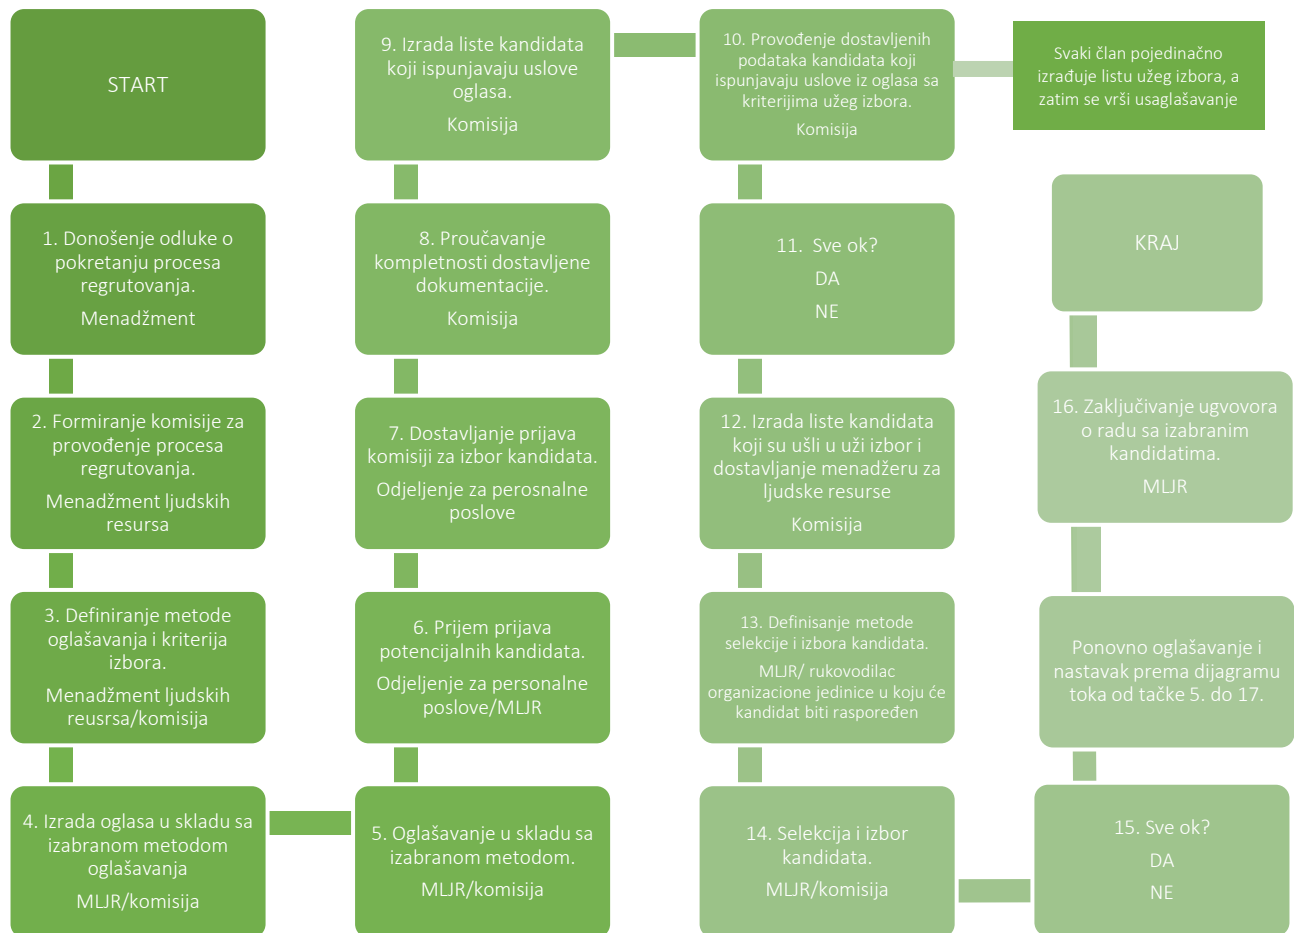 START
1. Donošenje odluke o
pokretanju procesa
regrutovanja.
Menadžment
2. Formiranje komisije za
provođenje procesa
regrutovanja.
Menadžment ljudskih
resursa
3. Definiranje metode
oglašavanja i kriterija
izbora.
Menadžment ljudskih
reusrsa/komisija
4. Izrada oglasa u skladu sa
izabranom metodom
oglašavanja
MLJR/komisija
5. Oglašavanje u skladu sa
izabranom metodom.
MLJR/komisija
6. Prijem prijava
potencijalnih kandidata.
Odjeljenje za personalne
poslove/MLJR
7. Dostavljanje prijava
komisiji za izbor kandidata.
Odjeljenje za perosnalne
poslove
8. Proučavanje
kompletnosti dostavljene
dokumentacije.
Komisija
9. Izrada liste kandidata
koji ispunjavaju uslove
oglasa.
Komisija
10. Provođenje dostavljenih
podataka kandidata koji
ispunjavaju uslove iz oglasa sa
kriterijima užeg izbora.
Komisija
Svaki član pojedinačno
izrađuje listu užeg izbora, a
zatim se vrši usaglašavanje
11. Sve ok?
DA
NE
12. Izrada liste kandidata
koji su ušli u uži izbor i
dostavljanje menadžeru za
ljudske resurse
Komisija
13. Definisanje metode
selekcije i izbora kandidata.
MLJR/ rukovodilac
organizacione jedinice u koju će
kandidat biti raspoređen
14. Selekcija i izbor
kandidata.
MLJR/komisija
15. Sve ok?
DA
NE
Ponovno oglašavanje i
nastavak prema dijagramu
toka od tačke 5. do 17.
16. Zaključivanje ugvovora
o radu sa izabranim
kandidatima.
MLJR
KRAJ